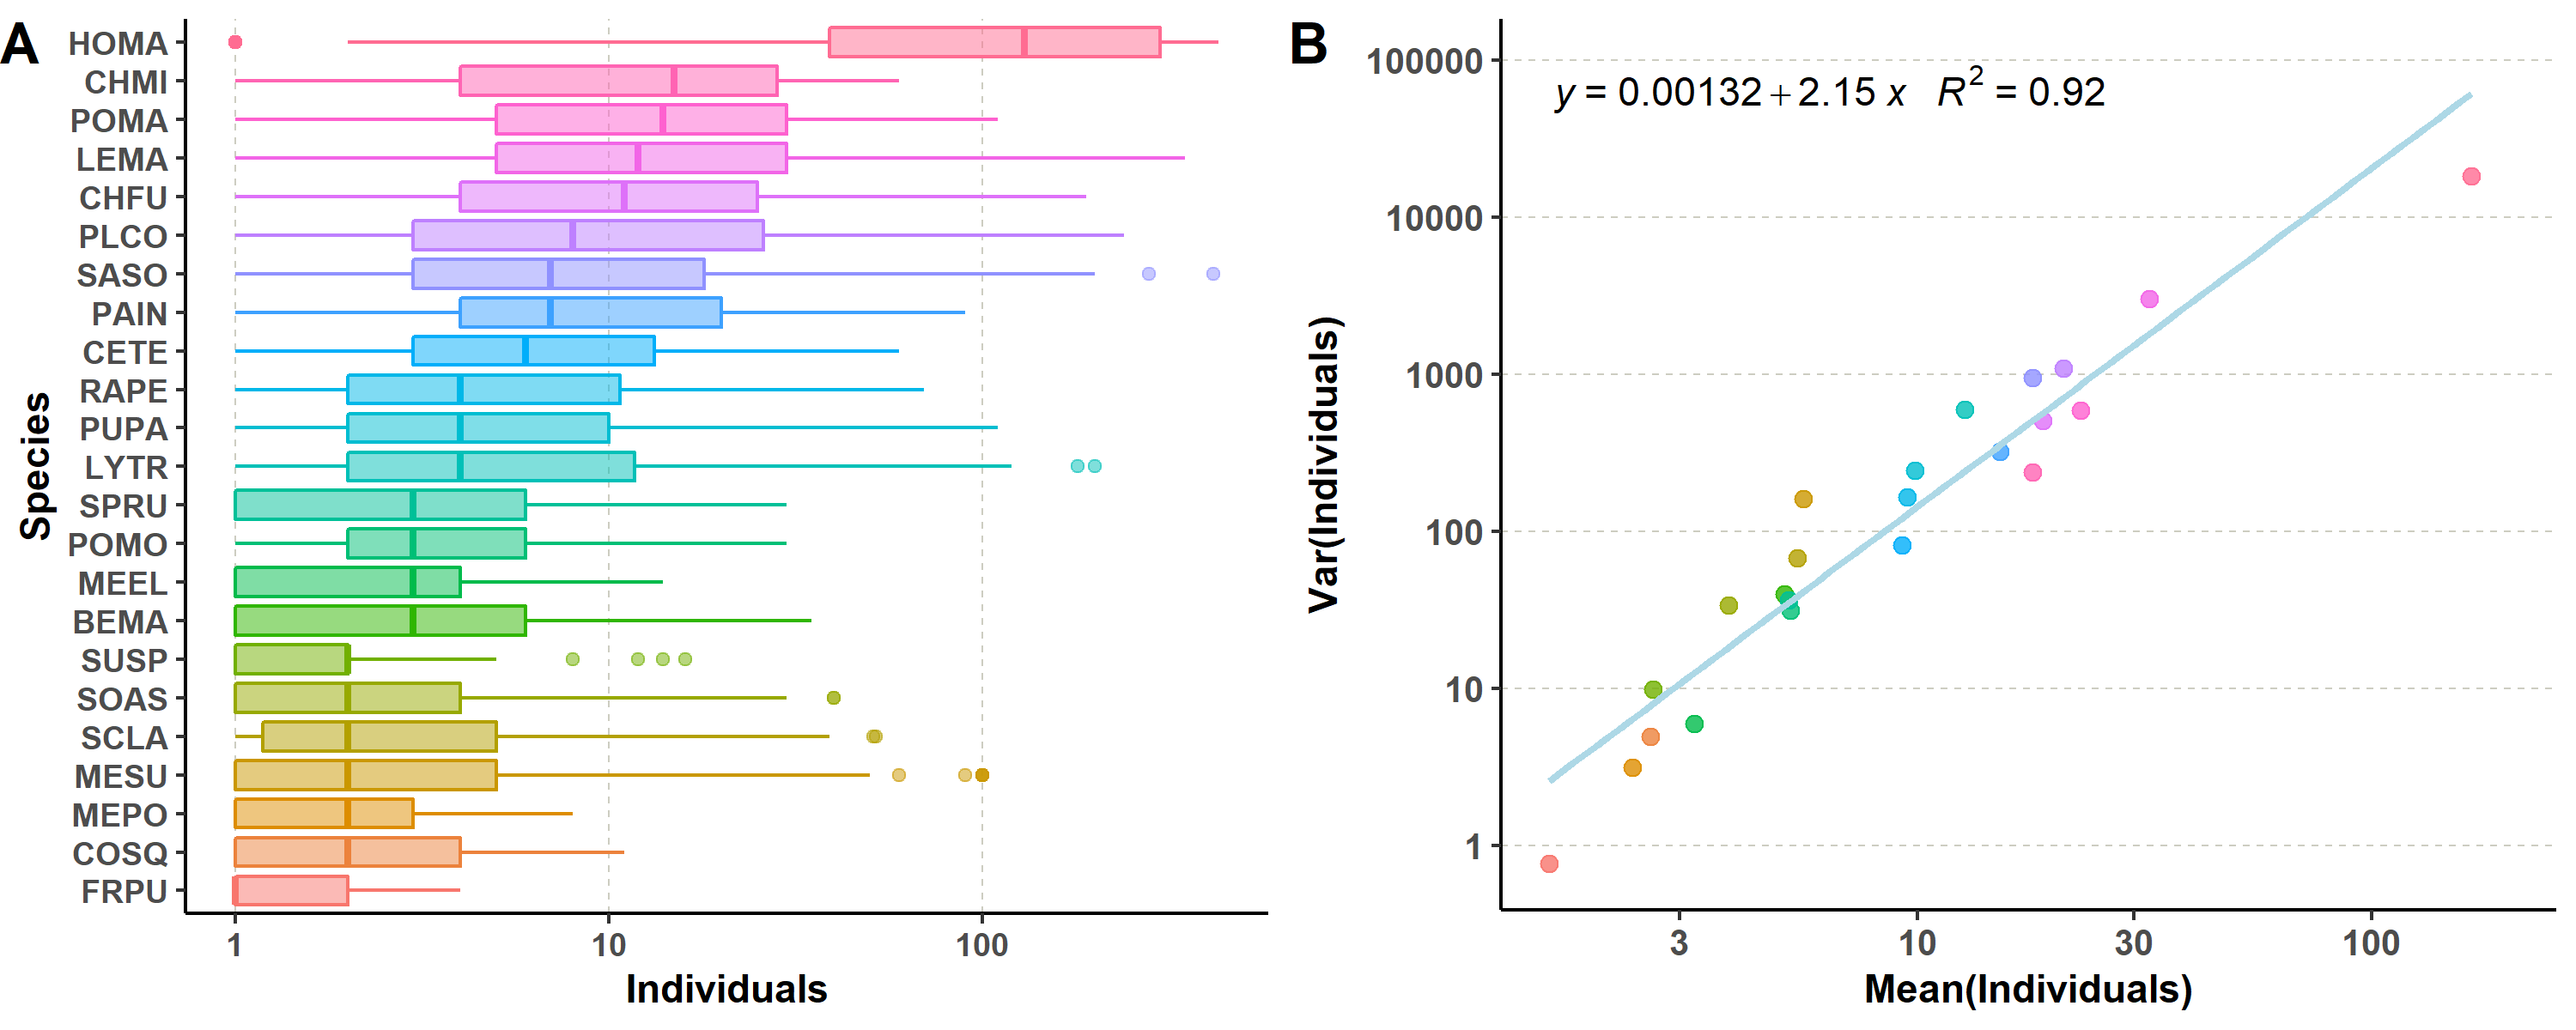 A
HOMA
CHMI
POMA
LEMA
CHFU
PLCO
SASO
PAIN
CETE
RAPE
PUPA
LYTR
SPRU
POMO
MEEL
BEMA
SUSP
SOAS
SCLA
MESU
MEPO
COSQ
FRPU
Species
1 10 100
Individuals
B
y = 0.00132 + 2.15 x R² = 0.92
100000
10000
1000
100
10
1
Var(Individuals)
3 10 30 100
Mean(Individuals)